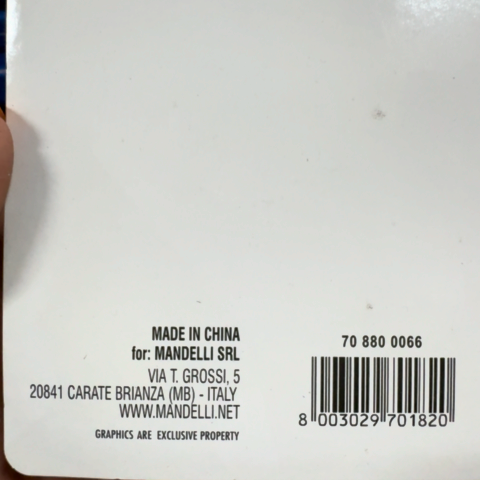 MADE IN CHINA
for: MANDELLI SRL
VIA T. GROSSI, 5
20841 CARATE BRIANZA (MB) - ITALY
WWW.MANDELLI.NET
GRAPHICS ARE EXCLUSIVE PROPERTY
70 880 0066
8 003029 701820